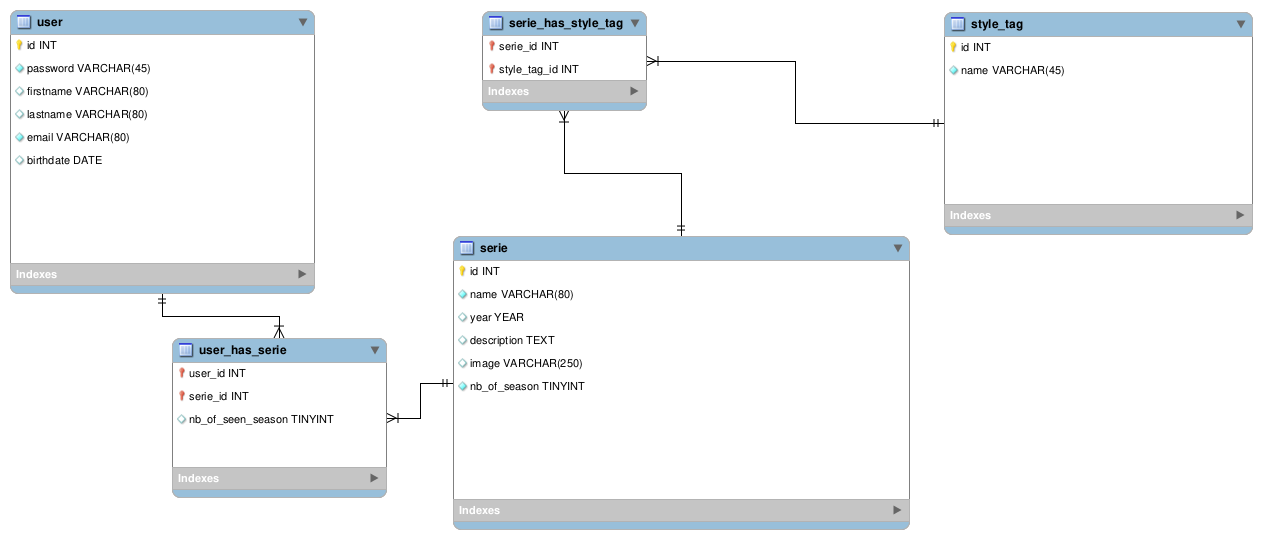 user
id INT
password VARCHAR(45)
firstname VARCHAR(80)
lastname VARCHAR(80)
email VARCHAR(80)
birthdate DATE
Indexes
serie_has_style_tag
serie_id INT
style_tag_id INT
Indexes
style_tag
id INT
name VARCHAR(45)
Indexes
user_has_serie
user_id INT
serie_id INT
nb_of_seen_season TINYINT
Indexes
serie
id INT
name VARCHAR(80)
year YEAR
description TEXT
image VARCHAR(250)
nb_of_season TINYINT
Indexes